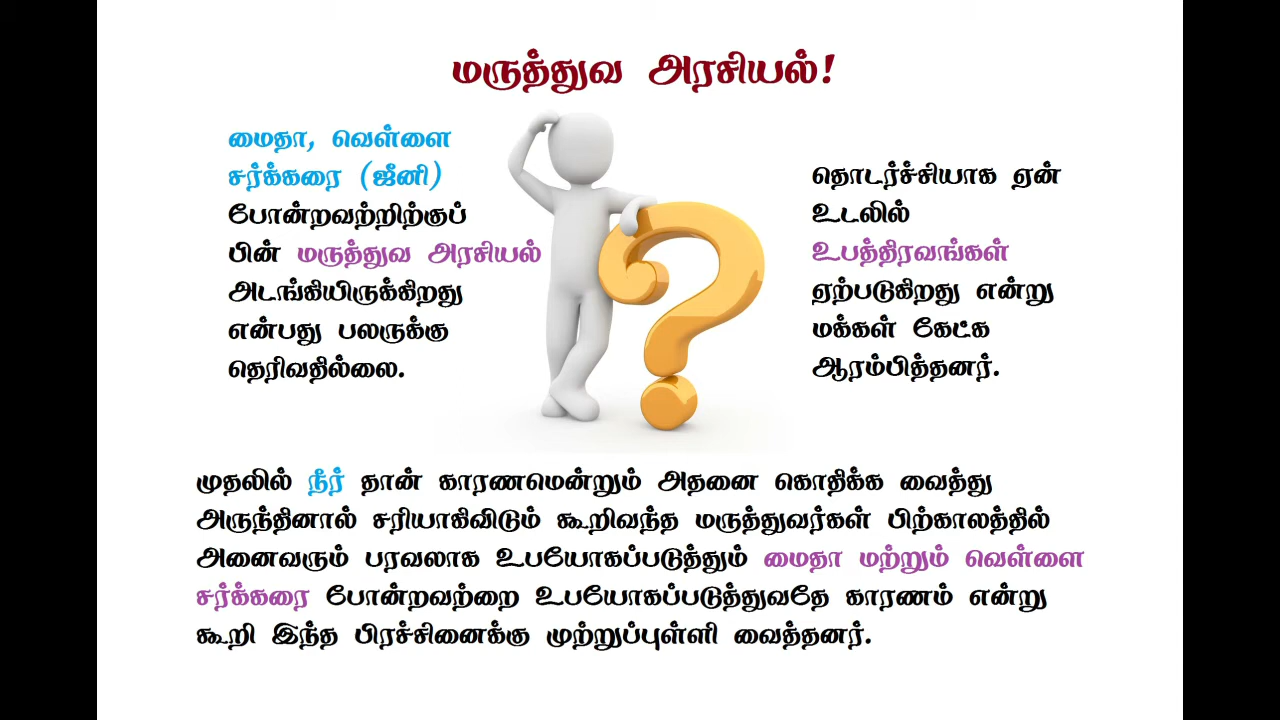 மருத்துவ அரசியல்!
மைதா, வெள்ளை
சர்க்கரை (ஜீனி)
போன்றவற்றிற்குப்
பின் மருத்துவ அரசியல்
அடங்கியிருக்கிறது
என்பது பலருக்கு
தெரிவதில்லை.
தொடர்ச்சியாக ஏன்
உடலில்
உபத்திரவங்கள்
ஏற்படுகிறது என்று
மக்கள் கேட்க
ஆரம்பித்தனர்.
முதலில் நீர் தான் காரணமென்றும் அதனை கொதிக்க வைத்து
அருந்தினால் சரியாகிவிடும் கூறிவந்த மருத்துவர்கள் பிற்காலத்தில்
அனைவரும் பரவலாக உபயோகப்படுத்தும் மைதா மற்றும் வெள்ளை
சர்க்கரை போன்றவற்றை உபயோகப்படுத்துவதே காரணம் என்று
கூறி இந்த பிரச்சினைக்கு முற்றுப்புள்ளி வைத்தனர்.